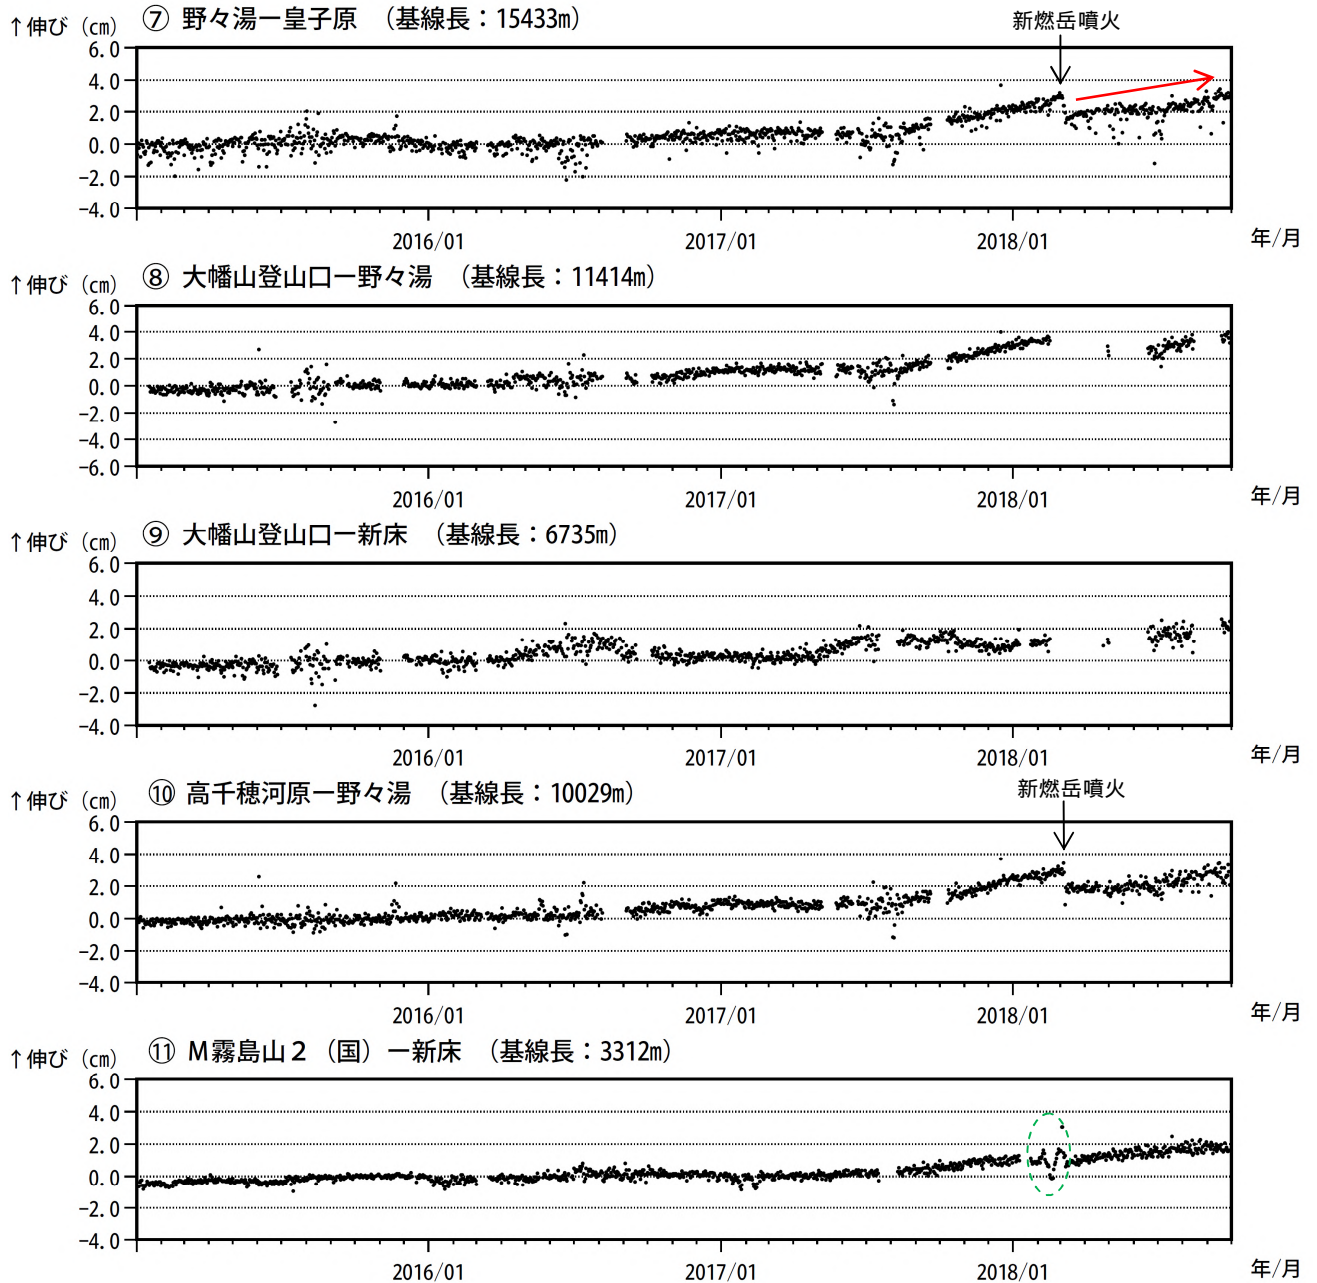 ↑伸び（㎝） ⑦ 野々湯ー皇子原 （基線長：15433m）
新燃岳噴火
6.0
4.0
2.0
0.0
−2.0
−4.0
2016/01 2017/01 2018/01 年/月
↑伸び（㎝） ⑧ 大幡山登山口ー野々湯 （基線長：11414m）
6.0
4.0
2.0
0.0
−2.0
−4.0
−6.0
2016/01 2017/01 2018/01 年/月
↑伸び（㎝） ⑨ 大幡山登山口ー新床 （基線長：6735m）
6.0
4.0
2.0
0.0
−2.0
−4.0
2016/01 2017/01 2018/01 年/月
↑伸び（㎝） ⑩ 高千穂河原ー野々湯 （基線長：10029m）
新燃岳噴火
6.0
4.0
2.0
0.0
−2.0
−4.0
2016/01 2017/01 2018/01 年/月
↑伸び（㎝） ⑪ Ｍ霧島山２（国）ー新床 （基線長：3312m）
6.0
4.0
2.0
0.0
−2.0
−4.0
2016/01 2017/01 2018/01 年/月